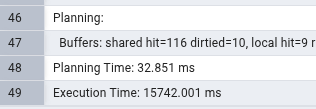 46 Planning:
47 Buffers: shared hit=116 dirtied=10, local hit=9
48 Planning Time: 32.851 ms
49 Execution Time: 15742.001 ms